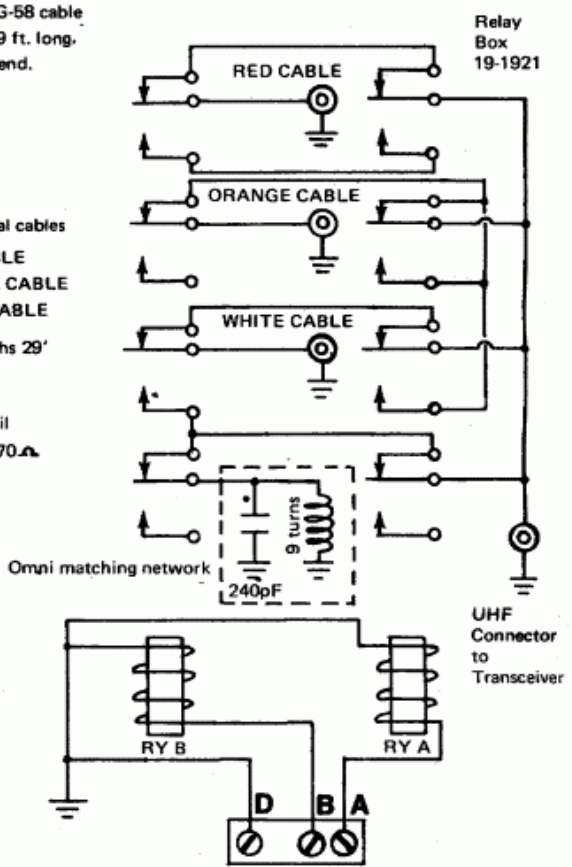 G-58 cable
9 ft. long.
end.
Relay
Box
19-1921
RED CABLE
ORANGE CABLE
al cables
LE
CABLE
ABLE
WHITE CABLE
hs 29'
il
70Ω
9 turns
Omni matching network
240pF
UHF
Connector
to
Transceiver
RY B
RY A
D B A